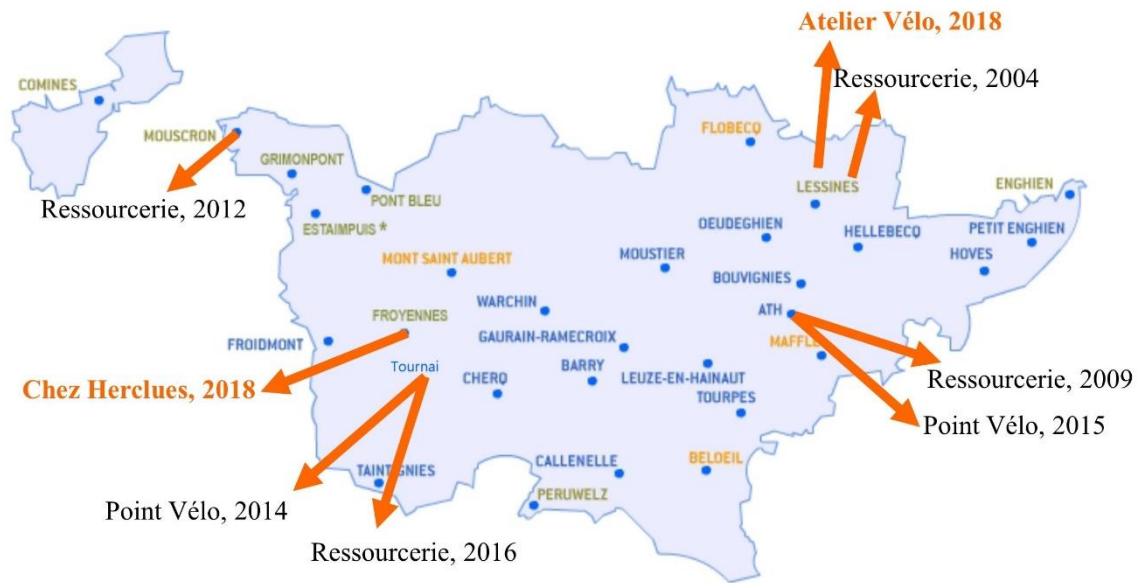 Atelier Vélo, 2018
Ressourcerie, 2004
COMINES
MOUSCRON
FLOBECQ
GRIMONPONT
LESSINES
ENGHIEN
PONT BLEU
Ressourcerie, 2012
ESTAIMPUIS *
OEUDEGHIEN
HELLEBECQ
PETIT ENGHIEN
MONT SAINT AUBERT
MOUSTIER
HOVES
BOUVIGNIES
WARCHIN
ATH
FROYENNES
FROIDMONT
GAURAIN-RAMECROIX
MAFFLE
Tournai
BARRY
Chez Herclues, 2018
CHERQ
LEUZE-EN-HAINAUT
Ressourcerie, 2009
TOURPES
Point Vélo, 2015
TAINTIGNIES
CALLENELLE
BELOEIL
PERUWELZ
Point Vélo, 2014
Ressourcerie, 2016